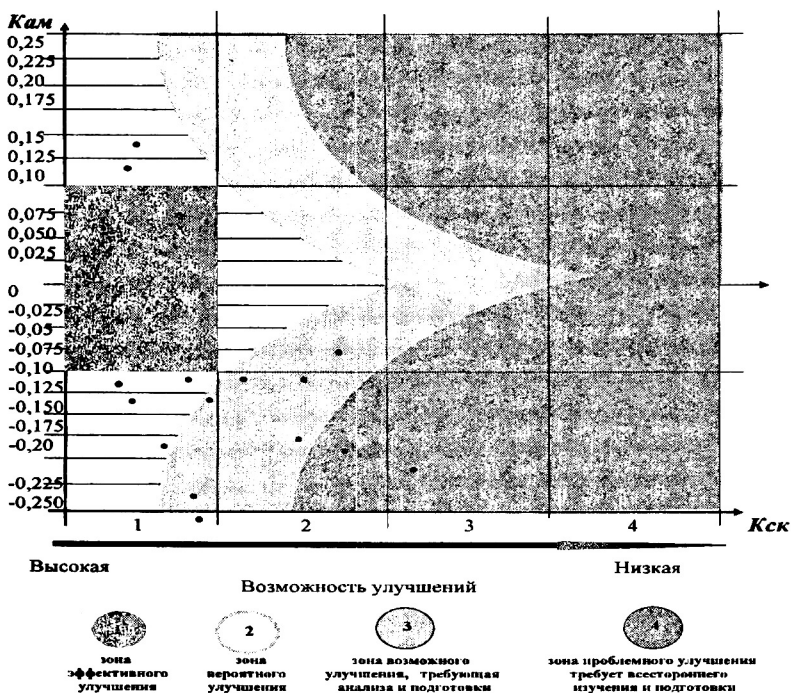 Кам
0,25
0,225
0,20
0,175
0,15
0,125
0,10
0,075
0,050
0,025
0
-0,025
-0,05
-0,075
-0,10
-0,125
-0,150
-0,175
-0,20
-0,225
-0,250
1 2 3 4 Кск
Высокая Низкая
Возможность улучшений
1 2 3 4
зона эффективного улучшения
зона вероятного улучшения
зона возможного улучшения, требующая анализа и подготовки
зона проблемного улучшения требует всестороннего изучения и подготовки